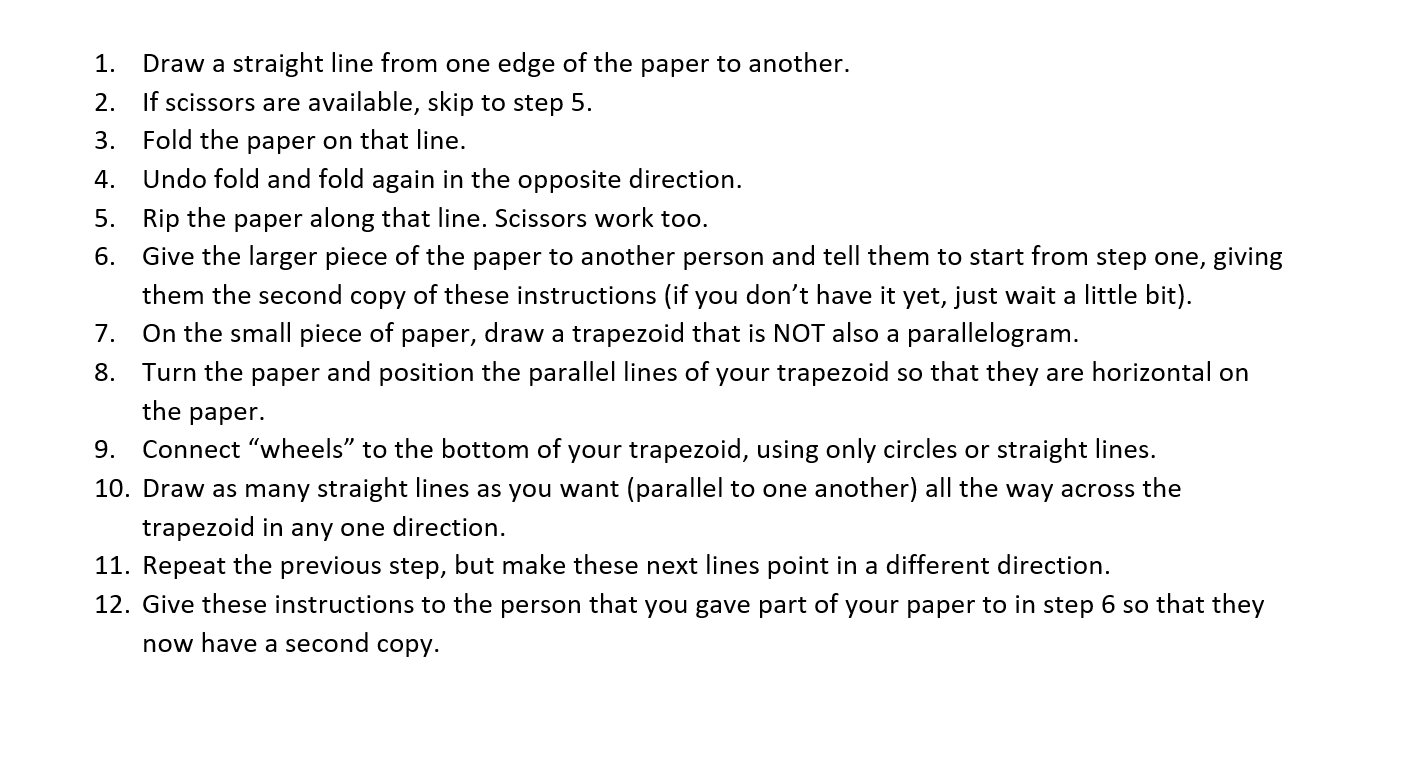 1. Draw a straight line from one edge of the paper to another.
2. If scissors are available, skip to step 5.
3. Fold the paper on that line.
4. Undo fold and fold again in the opposite direction.
5. Rip the paper along that line. Scissors work too.
6. Give the larger piece of the paper to another person and tell them to start from step one, giving
them the second copy of these instructions (if you don’t have it yet, just wait a little bit).
7. On the small piece of paper, draw a trapezoid that is NOT also a parallelogram.
8. Turn the paper and position the parallel lines of your trapezoid so that they are horizontal on
the paper.
9. Connect “wheels” to the bottom of your trapezoid, using only circles or straight lines.
10. Draw as many straight lines as you want (parallel to one another) all the way across the
trapezoid in any one direction.
11. Repeat the previous step, but make these next lines point in a different direction.
12. Give these instructions to the person that you gave part of your paper to in step 6 so that they
now have a second copy.